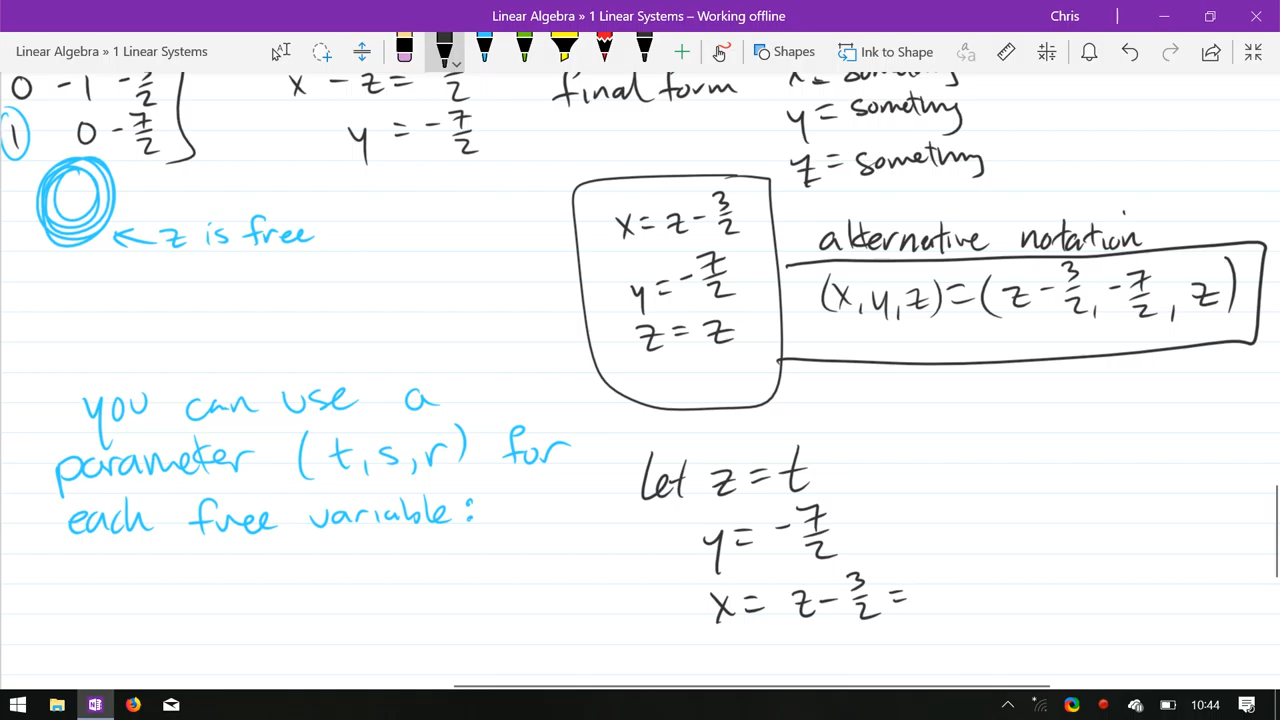 Linear Algebra » 1 Linear Systems – Working offline
Chris
Linear Algebra » 1 Linear Systems
Shapes
Ink to Shape
0 -1 -3/2
1 0 -7/2
x - z =
2
y = -7/2
final form
y = something
z = something
← z is free
x = z - 3/2
y = -7/2
z = z
alternative notation
(x,y,z)=(z - 3/2, -7/2, z)
you can use a
parameter (t,s,r) for
each free variable:
let z = t
y = -7/2
x = z - 3/2 =
10:44